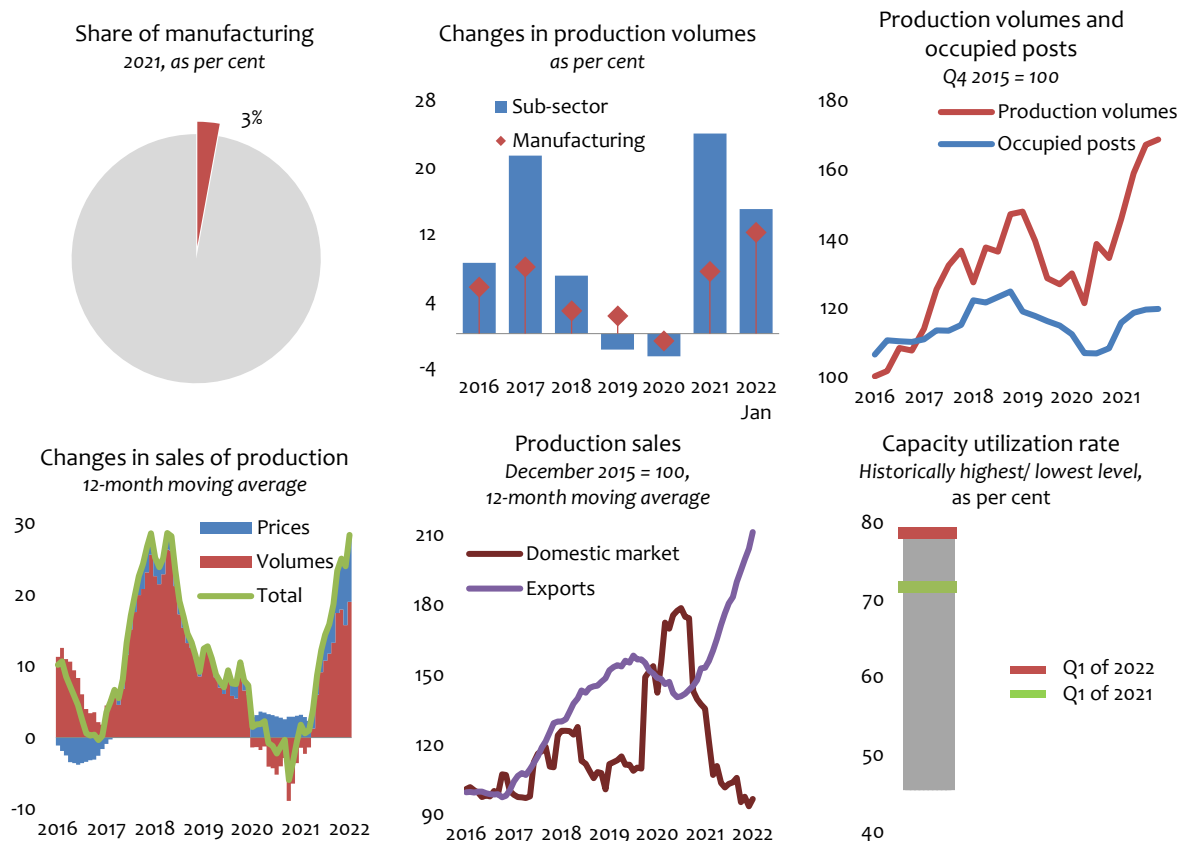 Share of manufacturing
2021, as per cent
3%
Changes in production volumes
as per cent
28
20
12
4
-4
Sub-sector
Manufacturing
2016 2017 2018 2019 2020 2021 2022
Jan
Production volumes and
occupied posts
Q4 2015 = 100
180
160
140
120
100
Production volumes
Occupied posts
2016 2017 2018 2019 2020 2021
Changes in sales of production
12-month moving average
30
20
10
0
-10
Prices
Volumes
Total
2016 2017 2018 2019 2020 2021 2022
Production sales
December 2015 = 100,
12-month moving average
210
180
150
120
90
Domestic market
Exports
2016 2017 2018 2019 2020 2021 2022
Capacity utilization rate
Historically highest/ lowest level,
as per cent
80
70
60
50
40
Q1 of 2022
Q1 of 2021